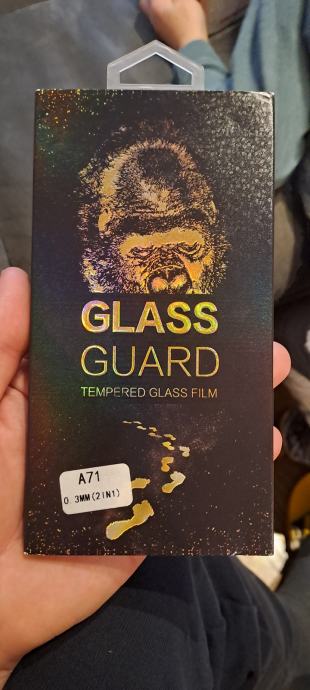 GLASS
GUARD
TEMPERED GLASS FILM
A71
0.3MM(2IN1)